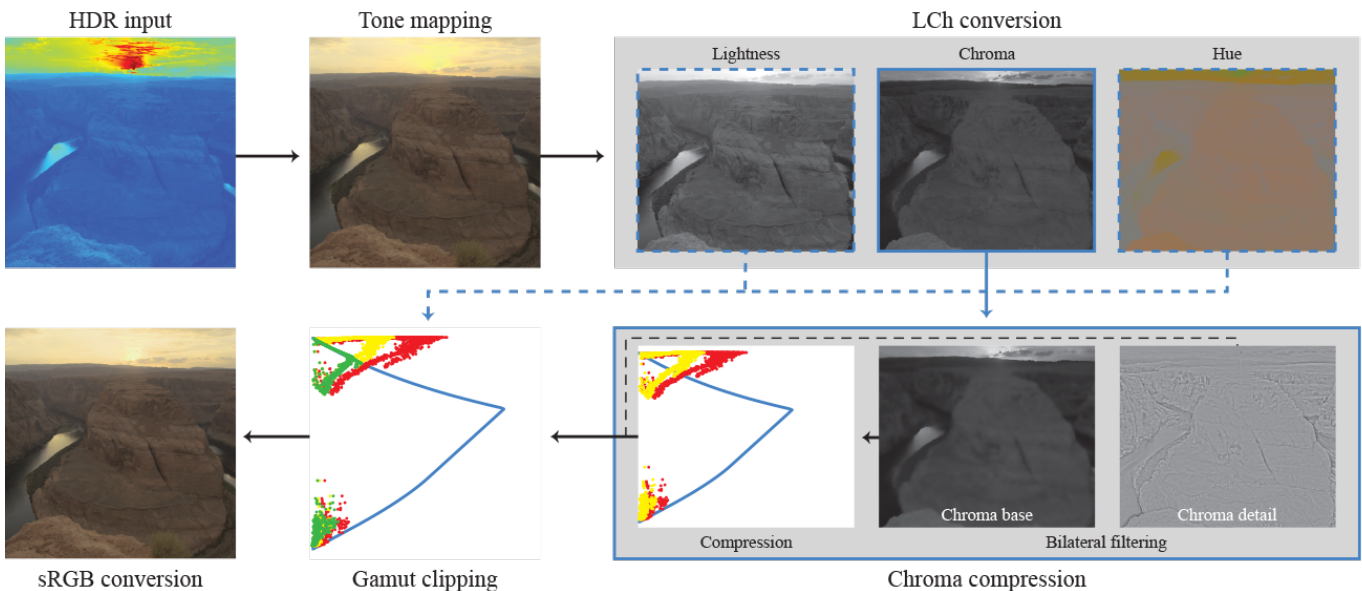 HDR input
Tone mapping
LCh conversion
Lightness
Chroma
Hue
Chroma base
Chroma detail
Compression
Bilateral filtering
sRGB conversion
Gamut clipping
Chroma compression